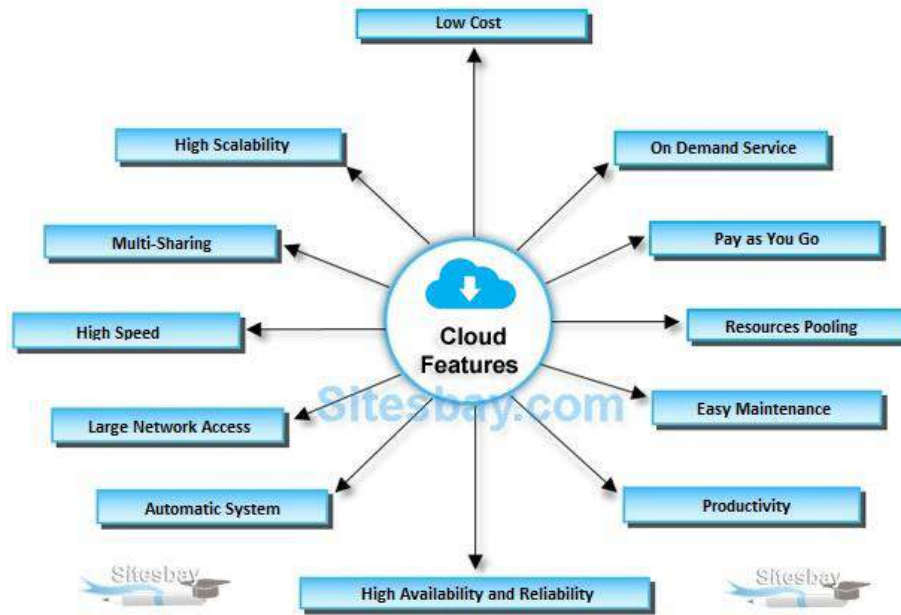 Low Cost
High Scalability
On Demand Service
Multi-Sharing
Pay as You Go
High Speed
Resources Pooling
Cloud
Features
Sitesbay.com
Large Network Access
Easy Maintenance
Automatic System
Productivity
High Availability and Reliability
Sitesbay
Sitesbay